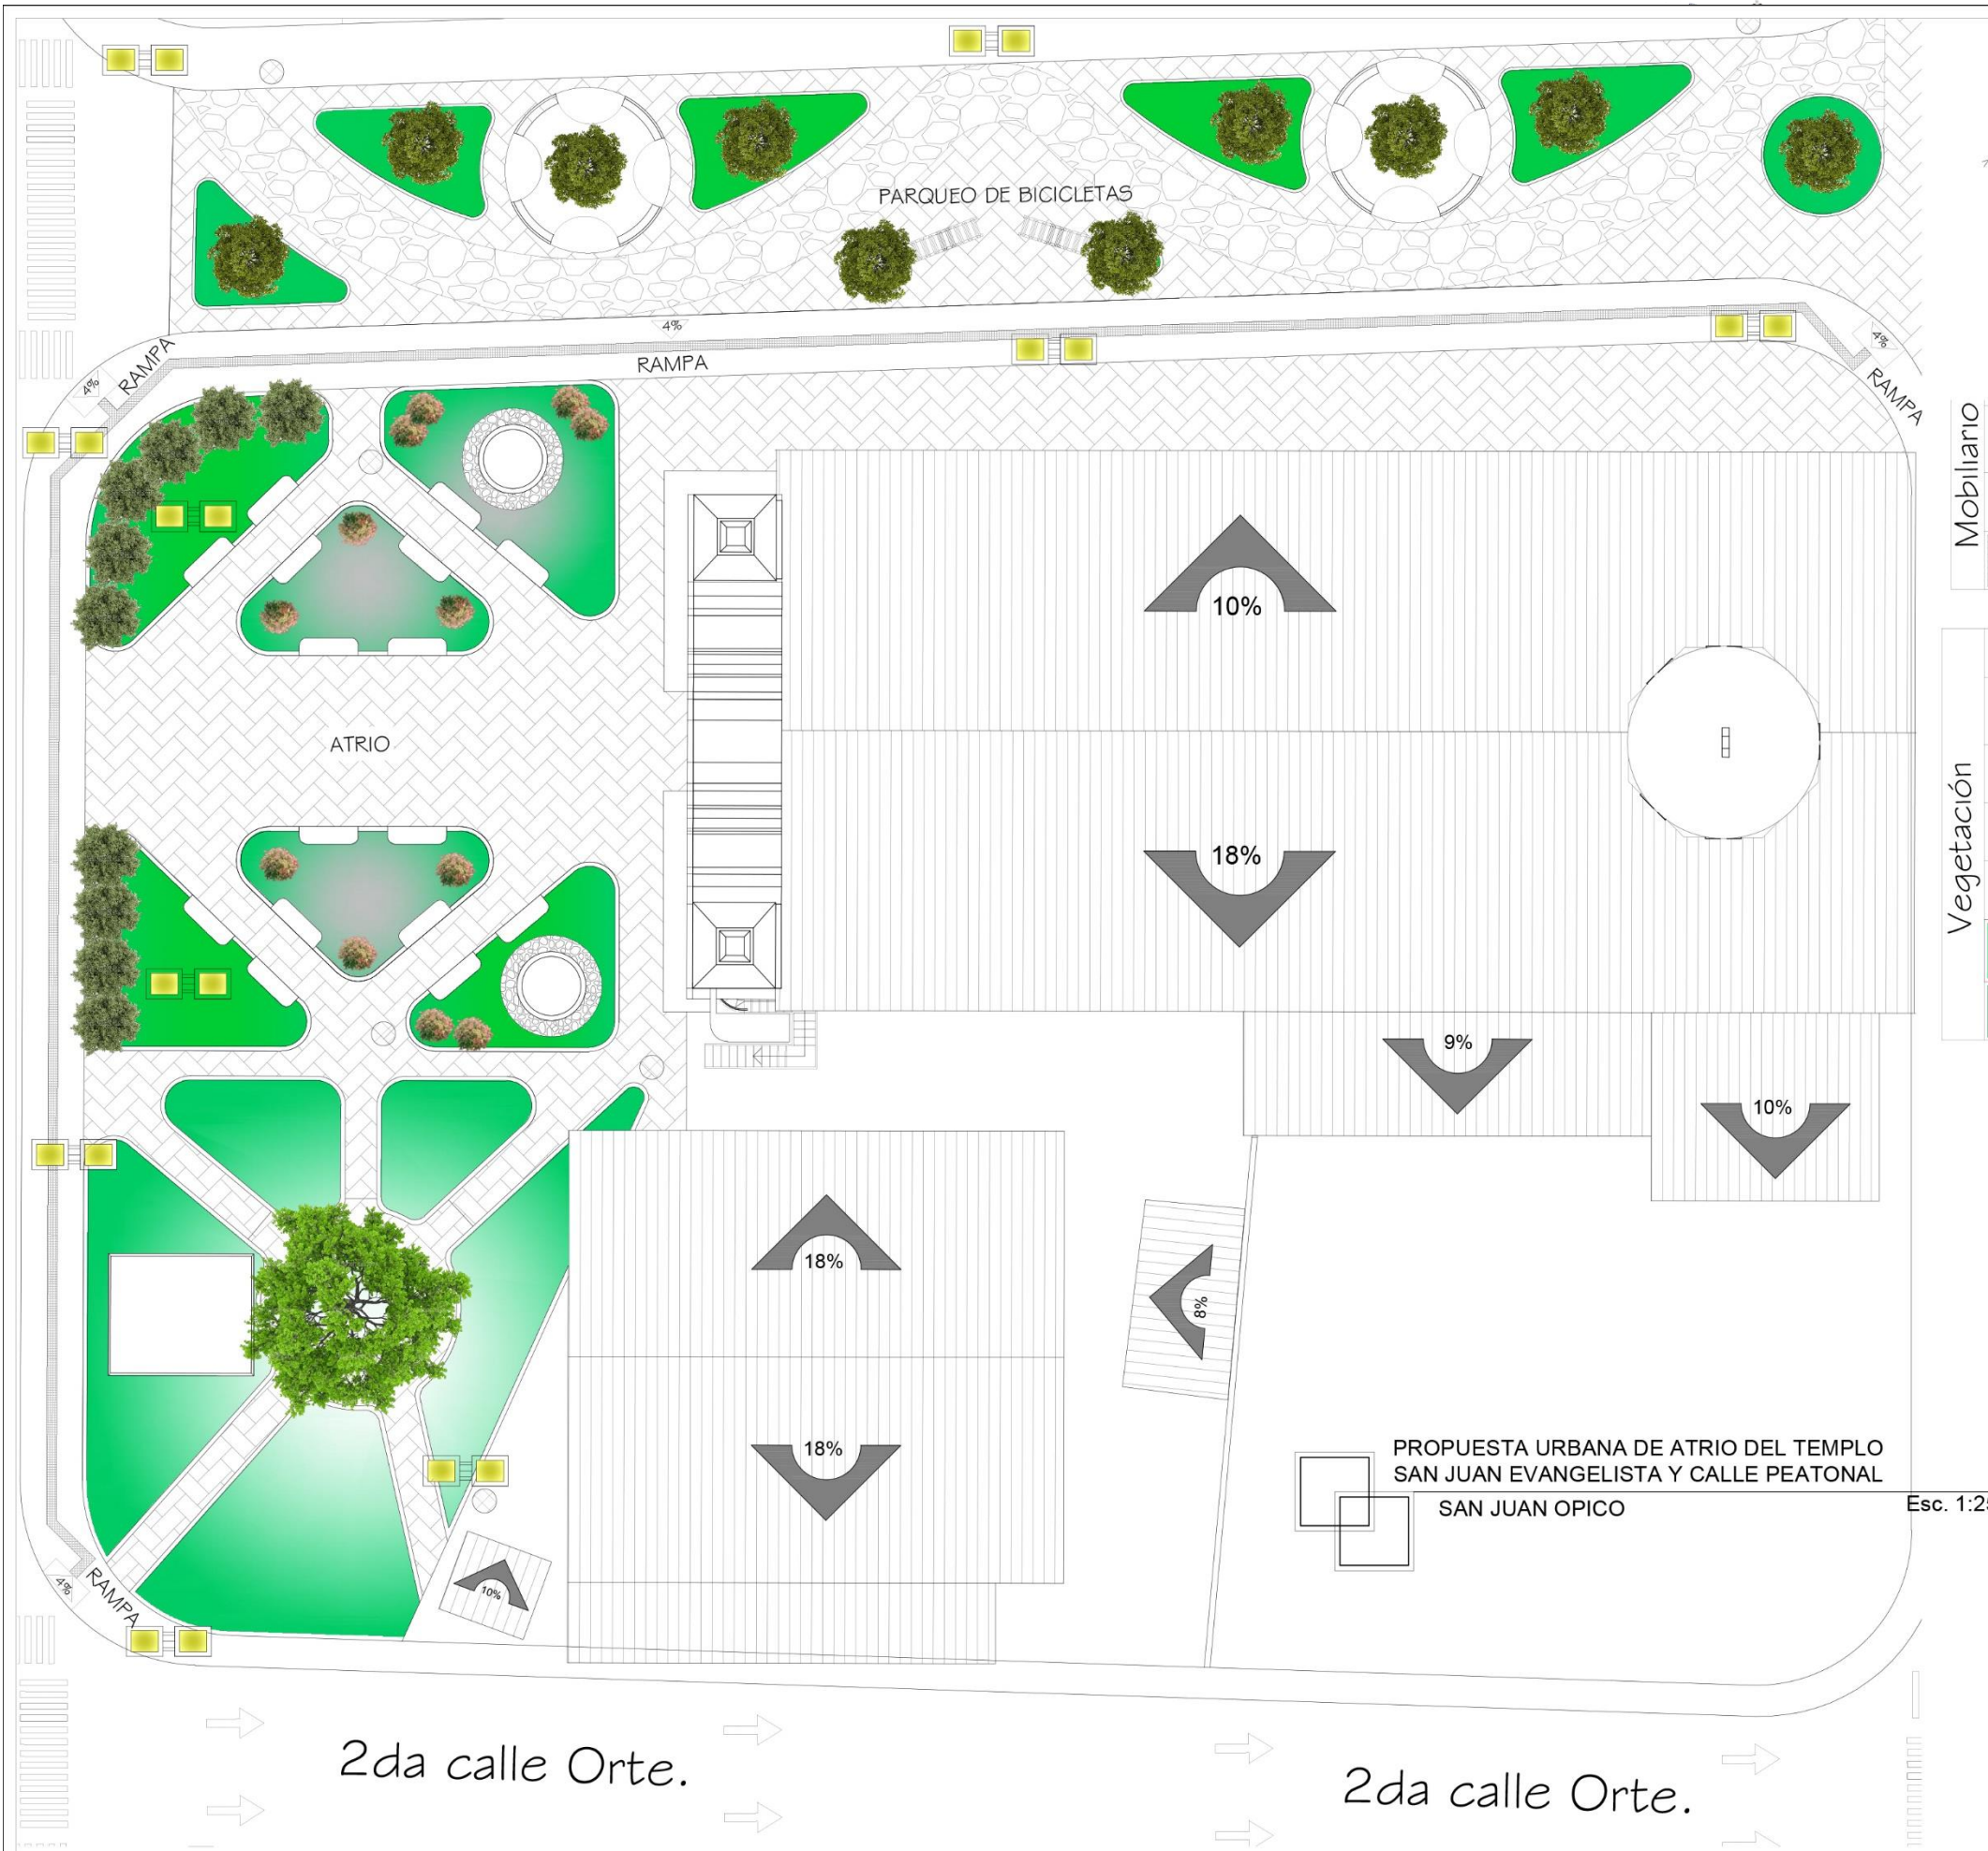 PARQUEO DE BICICLETAS
4%
RAMPA
RAMPA
4%
4%
RAMPA
Mobiliario
10%
ATRIO
18%
Vegetación
9%
10%
18%
8%
18%
PROPUESTA URBANA DE ATRIO DEL TEMPLO
SAN JUAN EVANGELISTA Y CALLE PEATONAL
SAN JUAN OPICO
10%
4%
RAMPA
2da calle Orte.
2da calle Orte.